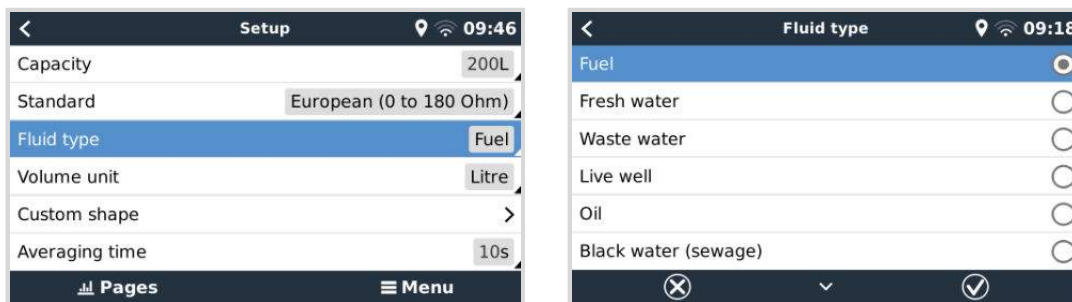 Setup 09:46
Capacity 200L
Standard European (0 to 180 Ohm)
Fluid type Fuel
Volume unit Litre
Custom shape
Averaging time 10s
Pages Menu
Fluid type 09:18
Fuel
Fresh water
Waste water
Live well
Oil
Black water (sewage)